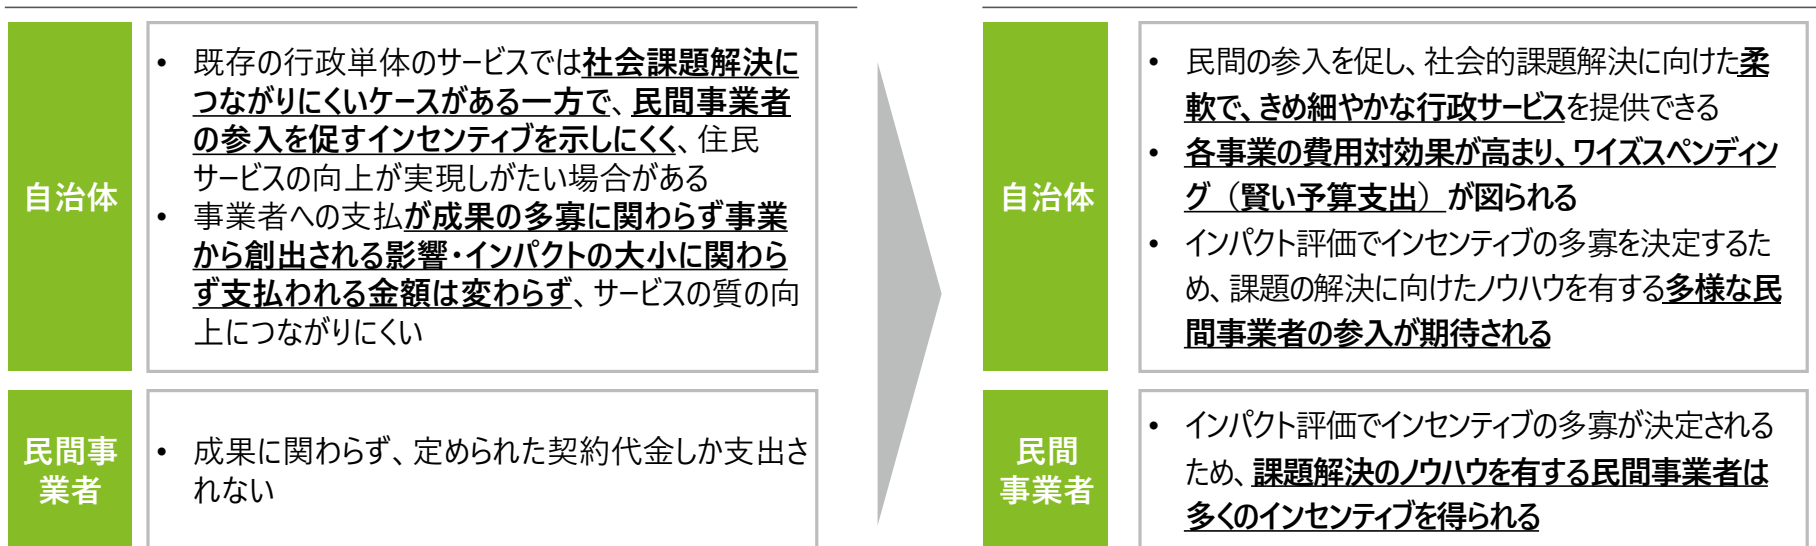 自治体
• 既存の行政単体のサービスでは社会課題解決に
つながりにくいケースがある一方で、民間事業者
の参入を促すインセンティブを示しにくく、住民
サービスの向上が実現しがたい場合がある
• 事業者への支払が成果の多寡に関わらず事業
から創出される影響・インパクトの大小に関わら
ず支払われる金額は変わらず、サービスの質の向
上につながりにくい
民間事
業者
• 成果に関わらず、定められた契約代金しか支出さ
れない
自治体
• 民間の参入を促し、社会的課題解決に向けた柔
軟で、きめ細やかな行政サービスを提供できる
• 各事業の費用対効果が高まり、ワイズスペンディン
グ（賢い予算支出）が図られる
• インパクト評価でインセンティブの多寡を決定するた
め、課題の解決に向けたノウハウを有する多様な民
間事業者の参入が期待される
民間
事業者
• インパクト評価でインセンティブの多寡が決定される
ため、課題解決のノウハウを有する民間事業者は
多くのインセンティブを得られる